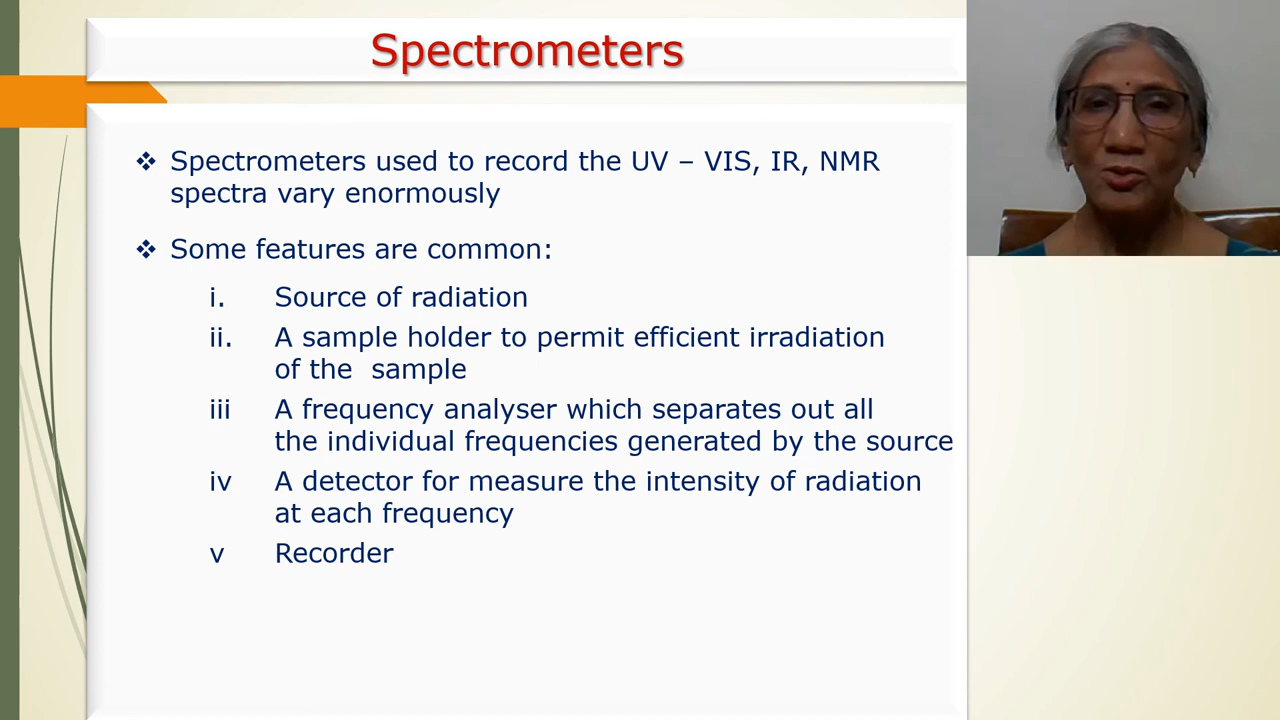 Spectrometers
❖ Spectrometers used to record the UV – VIS, IR, NMR
spectra vary enormously
❖ Some features are common:
i. Source of radiation
ii. A sample holder to permit efficient irradiation
of the sample
iii A frequency analyser which separates out all
the individual frequencies generated by the source
iv A detector for measure the intensity of radiation
at each frequency
v Recorder